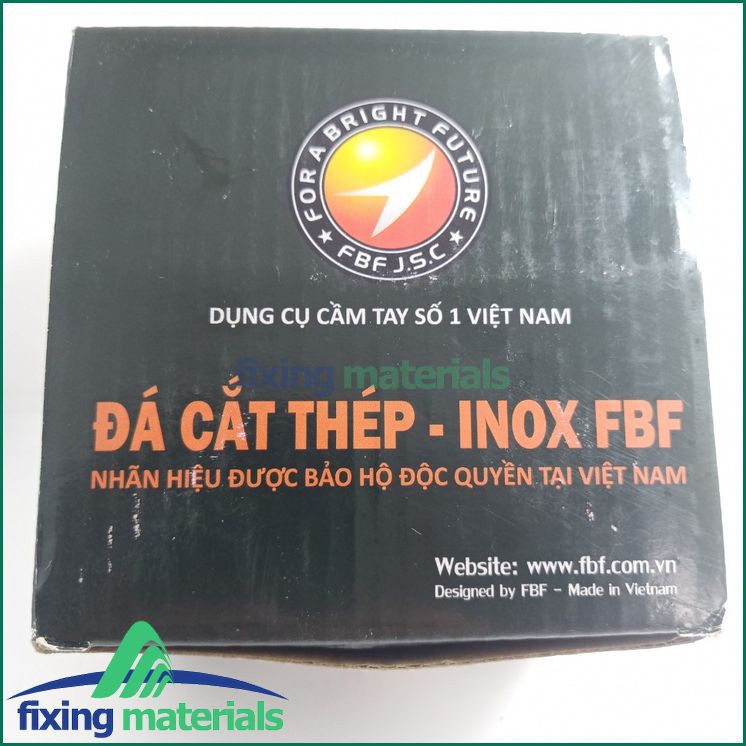 FOR A BRIGHT FUTURE
FBF J.S.C
DỤNG CỤ CẦM TAY SỐ 1 VIỆT NAM
fixing materials
ĐÁ CẮT THÉP - INOX FBF
NHÃN HIỆU ĐƯỢC BẢO HỘ ĐỘC QUYỀN TẠI VIỆT NAM
Website: www.fbf.com.vn
Designed by FBF - Made in Vietnam
fixing materials